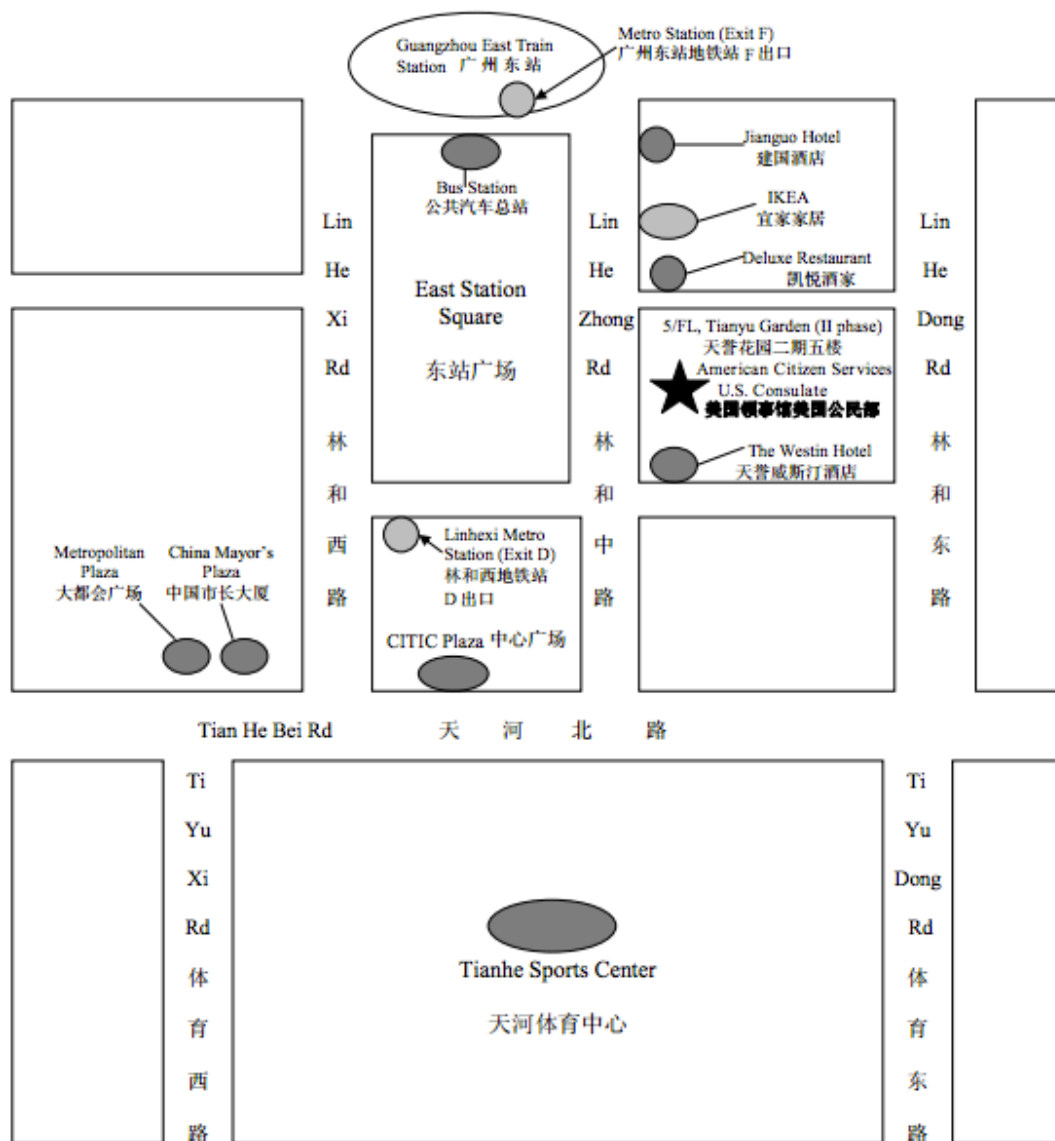 Guangzhou East Train
Station 广州东站
Metro Station (Exit F)
广州东站地铁站 F 出口
Jianguo Hotel
建国酒店
Bus Station
公共汽车总站
IKEA
宜家家居
Deluxe Restaurant
凯悦酒家
East Station
Square
东站广场
5/FL, Tianyu Garden (II phase)
天誉花园二期五楼
American Citizen Services
U.S. Consulate
美国领事馆美国公民部
The Westin Hotel
天誉威斯汀酒店
Lin
He
Xi
Rd
林
和
西
路
Lin
He
Zhong
Rd
林
和
中
路
Lin
He
Dong
Rd
林
和
东
路
Metropolitan
Plaza
大都会广场
China Mayor's
Plaza
中国市长大厦
Linhexi Metro
Station (Exit D)
林和西地铁站
D 出口
CITIC Plaza 中心广场
Tian He Bei Rd 天 河 北 路
Ti
Yu
Xi
Rd
体
育
西
路
Tianhe Sports Center
天河体育中心
Ti
Yu
Dong
Rd
体
育
东
路